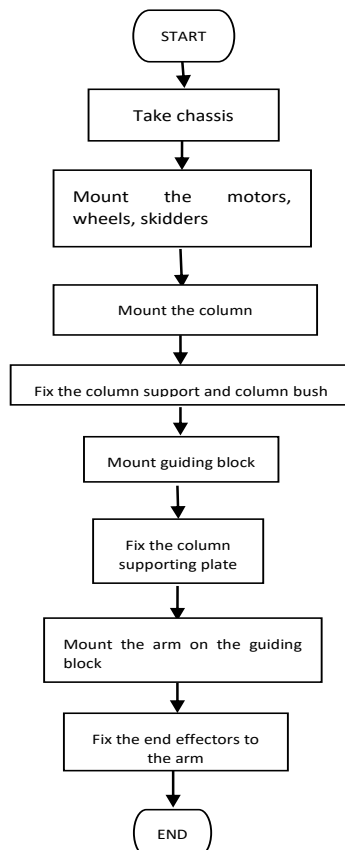 START
Take chassis
Mount the motors,
wheels, skidders
Mount the column
Fix the column support and column bush
Mount guiding block
Fix the column
supporting plate
Mount the arm on the guiding
block
Fix the end effectors to
the arm
END